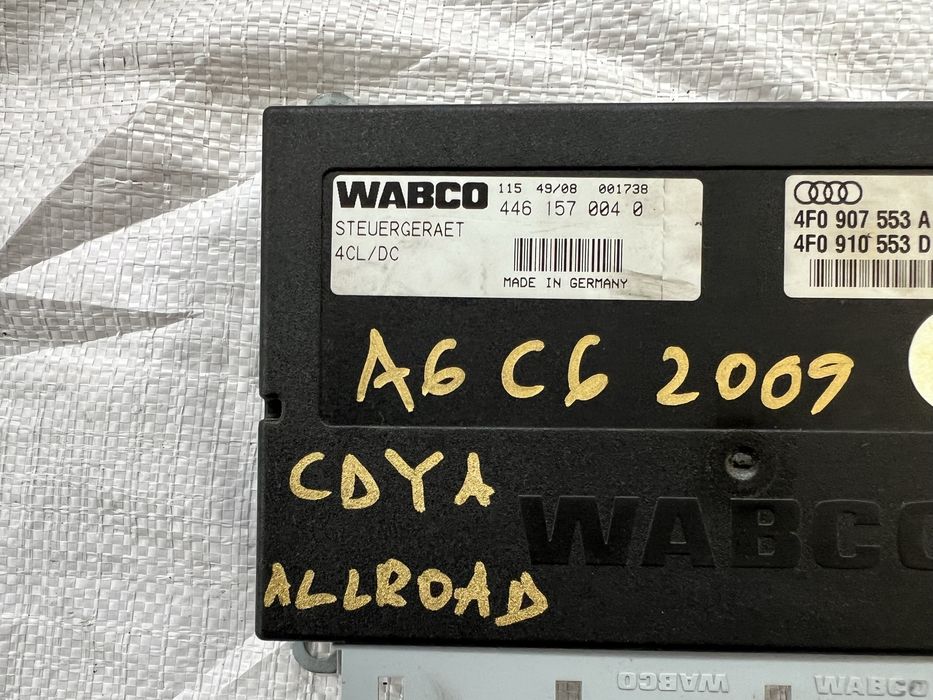 WABCO 115 49/08 001738
446 157 004 0
STEUERGERAET
4CL/DC
MADE IN GERMANY
4F0 907 553 A
4F0 910 553 D
A6 C6 2009
CDYA
WABCO
ALLROAD
WABCO WABCO WABCO